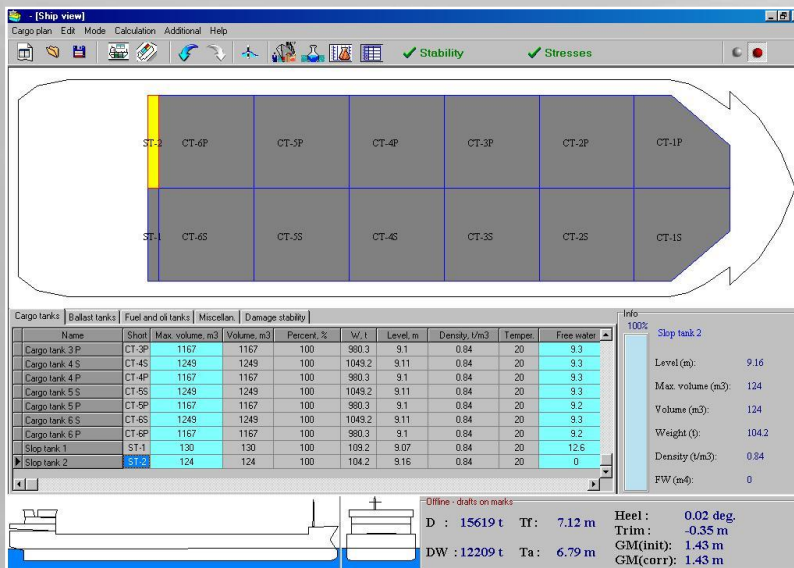 - [Ship view]
Cargo plan Edit Mode Calculation Additional Help
Stability Stresses
ST-2 CT-6P CT-5P CT-4P CT-3P CT-2P CT-1P
ST-1 CT-6S CT-5S CT-4S CT-3S CT-2S CT-1S
Cargo tanks Ballast tanks Fuel and oli tanks Miscellan. Damage stability
Name Short Max. volume, m3 Volume, m3 Percent, % W, t Level, m Density, t/m3 Temper. Free water
Cargo tank 3 P CT-3P 1167 1167 100 980.3 9.1 0.84 20 9.3
Cargo tank 4 S CT-4S 1249 1249 100 1049.2 9.11 0.84 20 9.3
Cargo tank 4 P CT-4P 1167 1167 100 980.3 9.1 0.84 20 9.3
Cargo tank 5 S CT-5S 1249 1249 100 1049.2 9.11 0.84 20 9.3
Cargo tank 5 P CT-5P 1167 1167 100 980.3 9.1 0.84 20 9.2
Cargo tank 6 S CT-6S 1249 1249 100 1049.2 9.11 0.84 20 9.3
Cargo tank 6 P CT-6P 1167 1167 100 980.3 9.1 0.84 20 9.2
Slop tank 1 ST-1 130 130 100 109.2 9.07 0.84 20 12.6
Slop tank 2 ST-2 124 124 100 104.2 9.16 0.84 20 0
Info
100% Slop tank 2
Level (m): 9.16
Max. volume (m3): 124
Volume (m3): 124
Weight (t): 104.2
Density (t/m3): 0.84
FW (m4): 0
Offline - drafts on marks
D : 15619 t Tf : 7.12 m
DW : 12209 t Ta : 6.79 m
Heel : 0.02 deg.
Trim : -0.35 m
GM(init): 1.43 m
GM(corr): 1.43 m